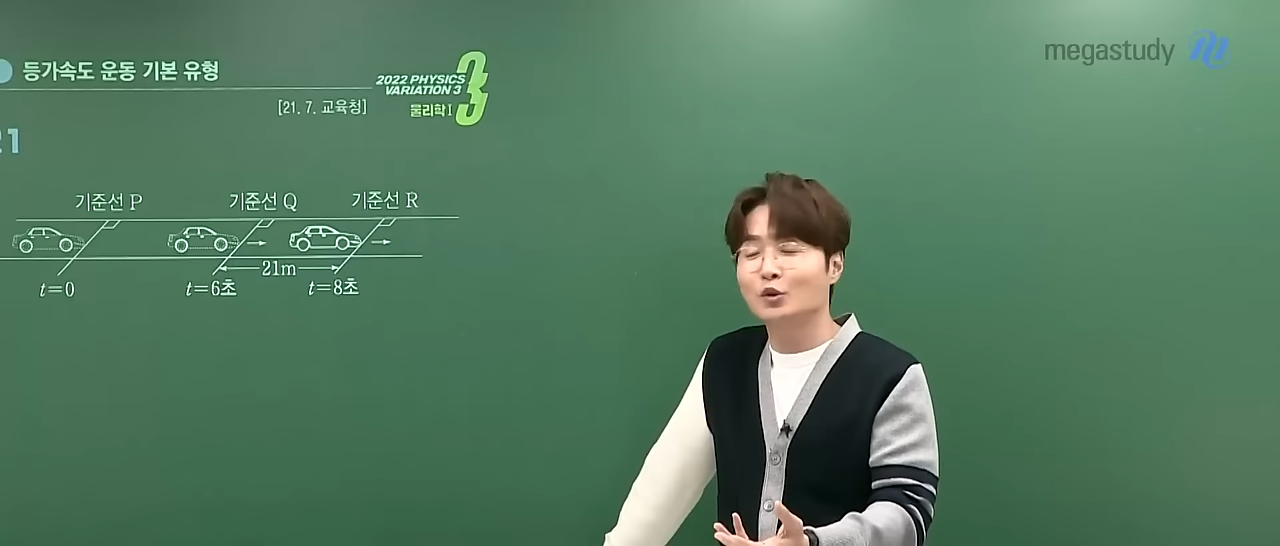 등가속도 운동 기본 유형
2022 PHYSICS
VARIATION 3
3
물리학Ⅰ
[21. 7. 교육청]
21
megastudy
기준선 P
기준선 Q
기준선 R
21m
t=0
t=6초
t=8초